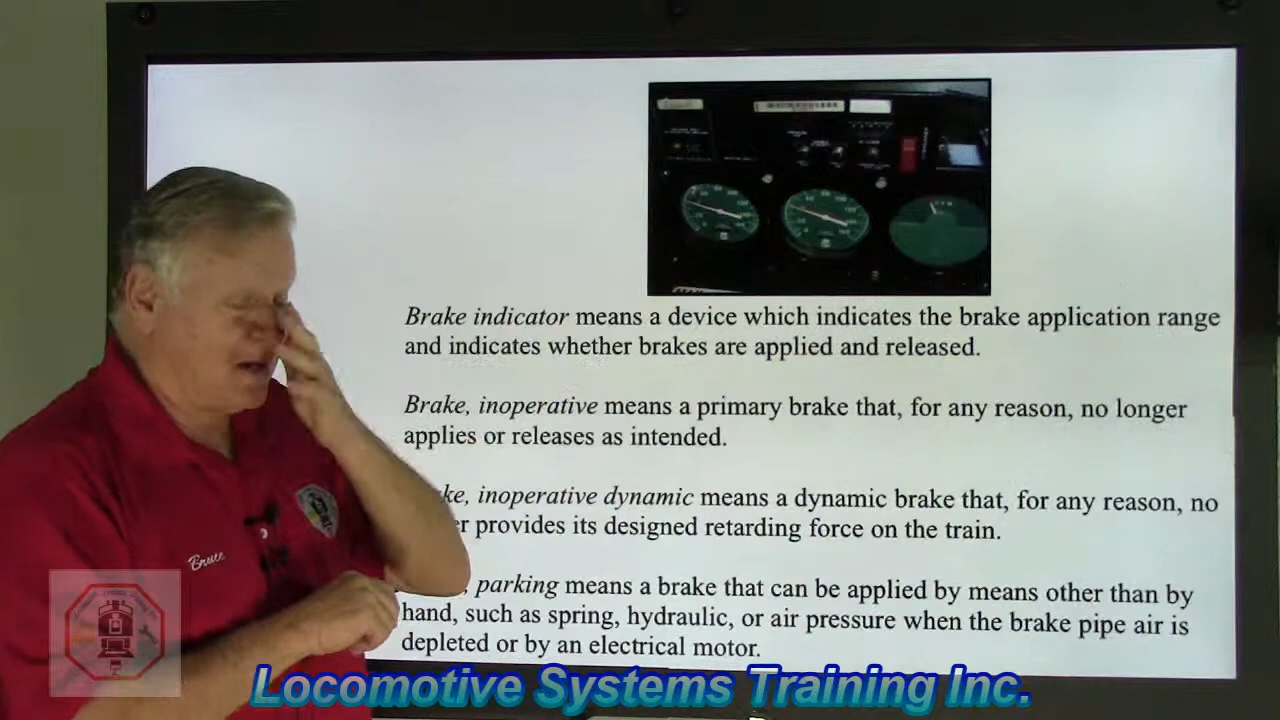 Brake indicator means a device which indicates the brake application range
and indicates whether brakes are applied and released.
Brake, inoperative means a primary brake that, for any reason, no longer
applies or releases as intended.
ke, inoperative dynamic means a dynamic brake that, for any reason, no
er provides its designed retarding force on the train.
, parking means a brake that can be applied by means other than by
hand, such as spring, hydraulic, or air pressure when the brake pipe air is
depleted or by an electrical motor.
Bruce
Locomotive Systems Training Inc.